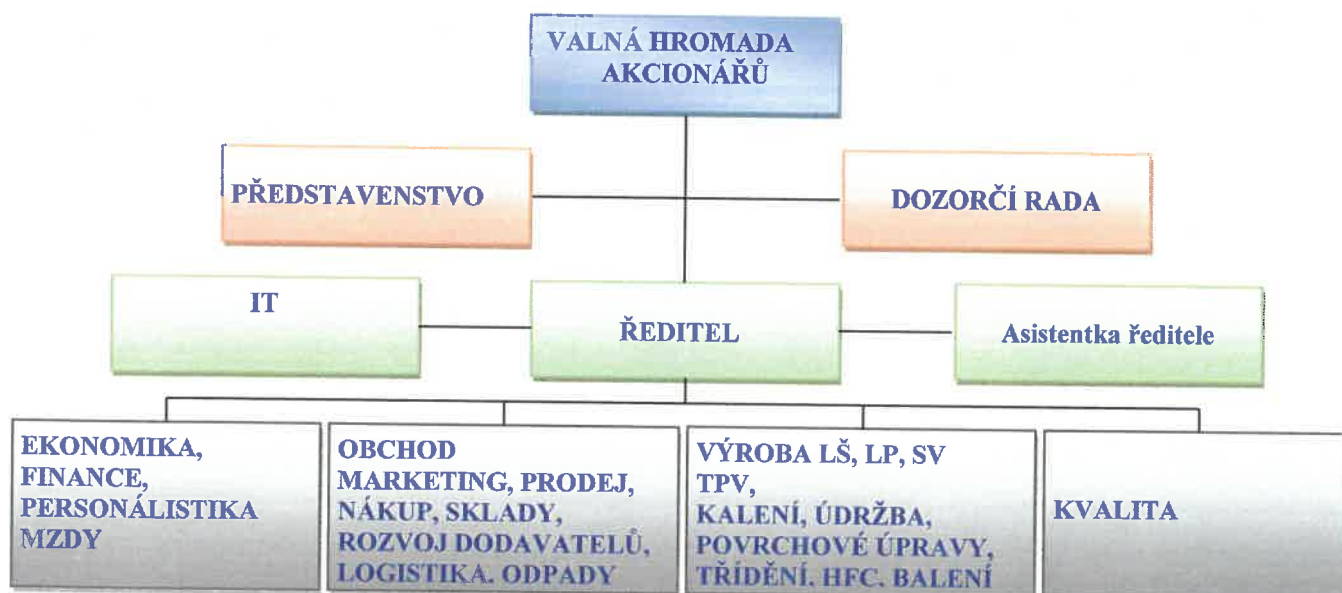 VALNÁ HROMADA
AKCIONÁŘŮ
PŘEDSTAVENSTVO
DOZORČÍ RADA
IT
ŘEDITEL
Asistentka ředitele
EKONOMIKA,
FINANCE,
PERSONÁLISTIKA
MZDY
OBCHOD
MARKETING, PRODEJ,
NÁKUP, SKLADY,
ROZVOJ DODAVATELŮ,
LOGISTIKA. ODPADY
VÝROBA LŠ, LP, SV
TPV,
KALENÍ, ÚDRŽBA,
POVRCHOVÉ ÚPRAVY,
TŘÍDĚNÍ. HFC. BALENÍ
KVALITA